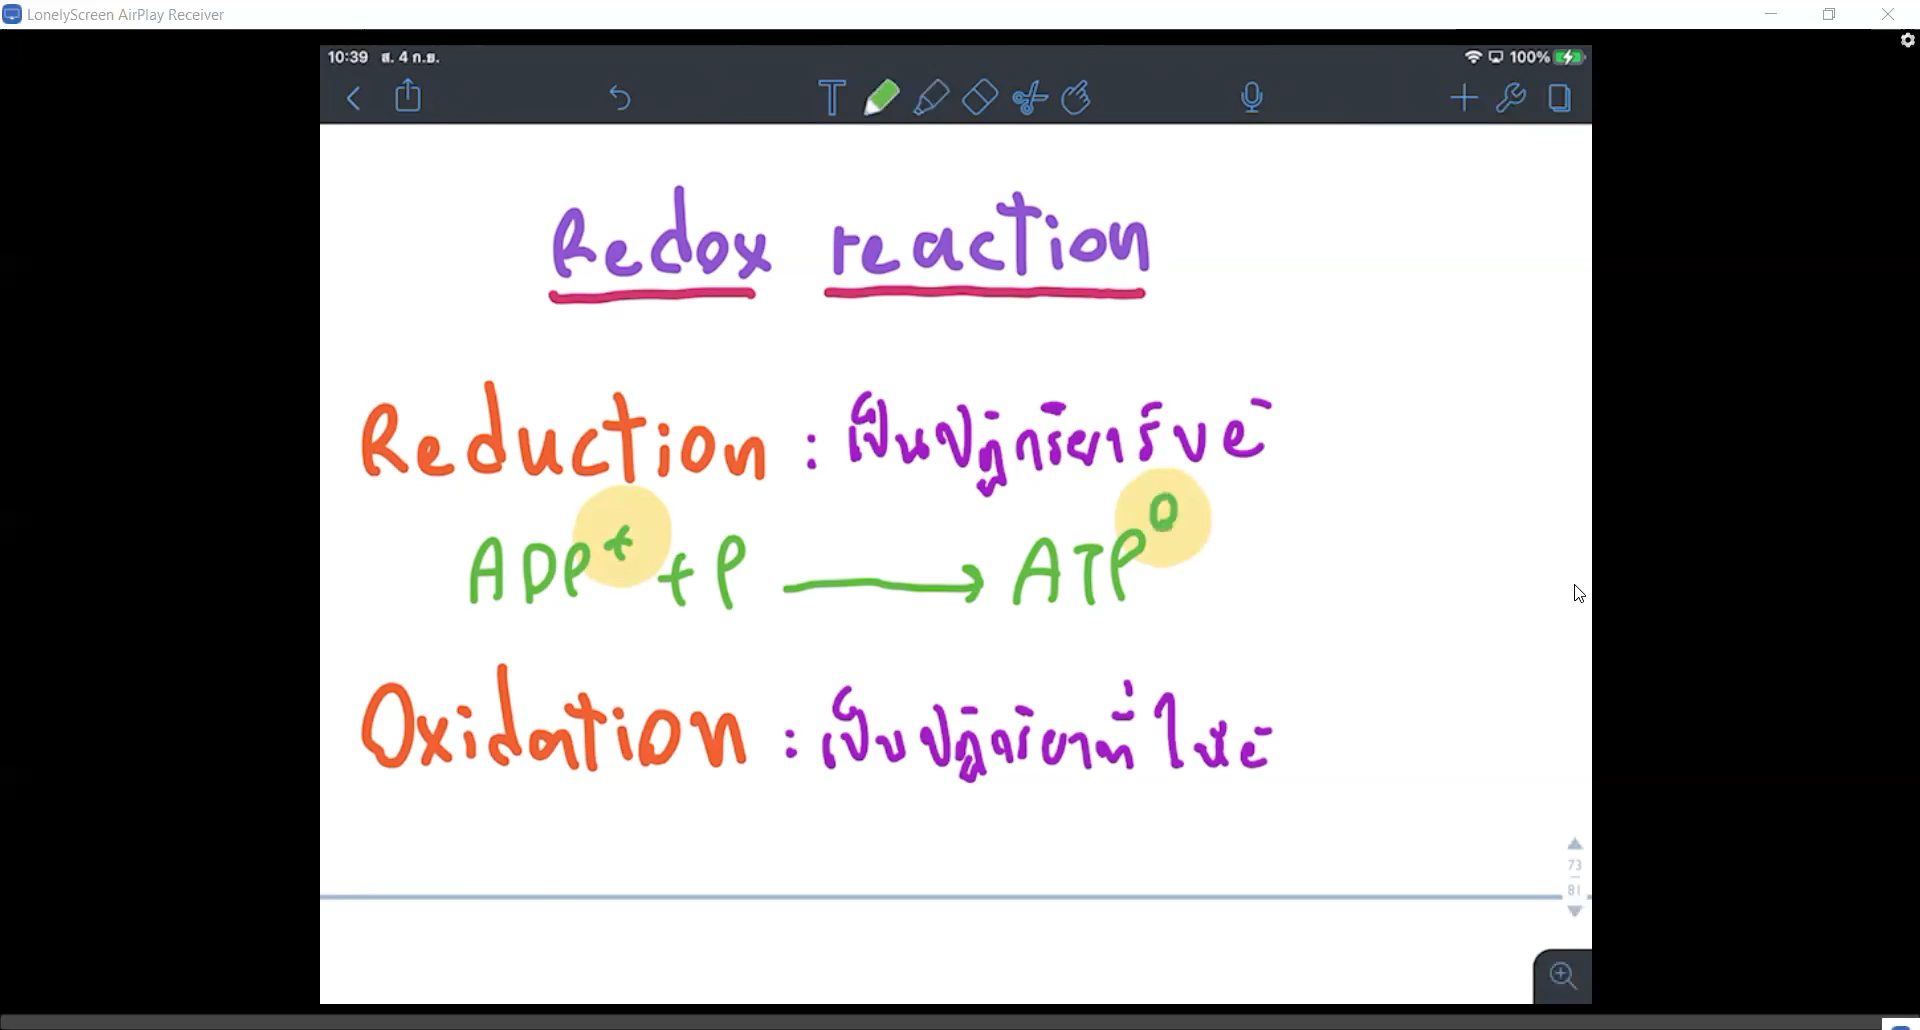 LonelyScreen AirPlay Receiver
10:39 ส. 4 ก.ย. 100%
Redox reaction
Reduction : เป็นปฏิกิริยารับ e⁻
ADP⁺ + P ⟶ ATP⁰
Oxidation : เป็นปฏิกิริยาที่ให้ e⁻
73
81